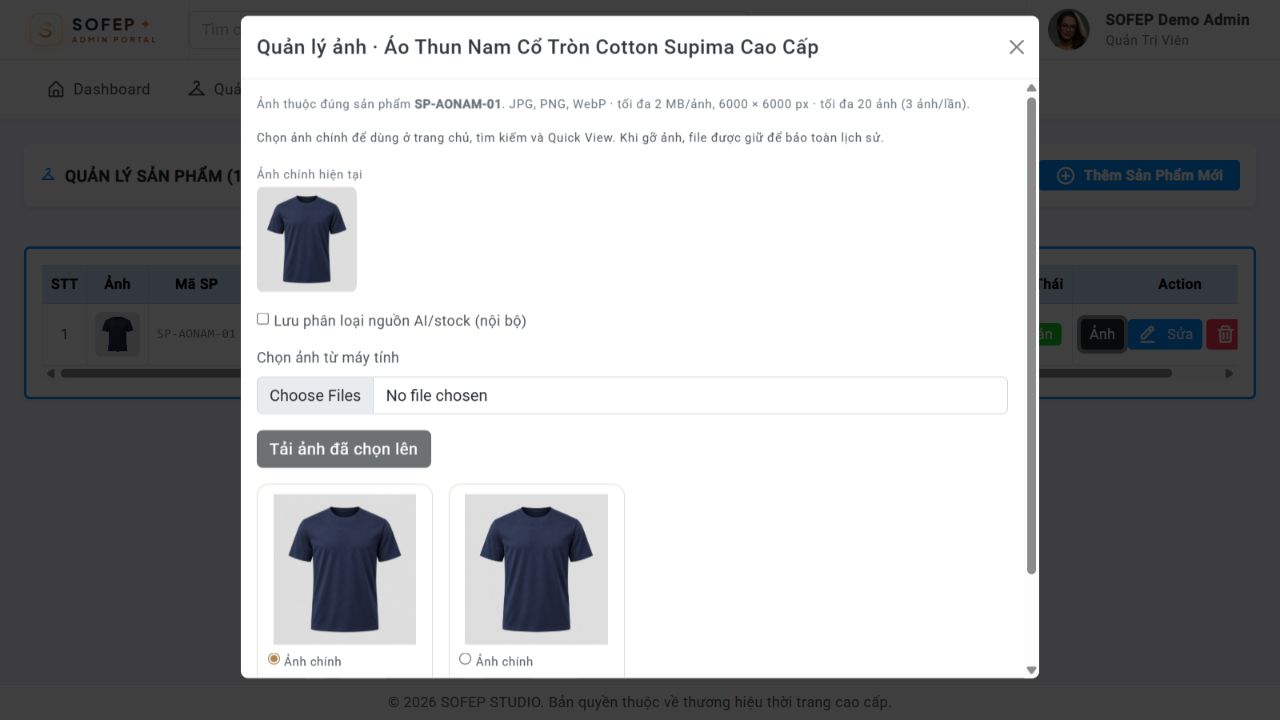 SOFEP
ADMIN PORTAL
Tìm
SOFEP Demo Admin
Quản Trị Viên
Dashboard
Quản lý ảnh · Áo Thun Nam Cổ Tròn Cotton Supima Cao Cấp
Ảnh thuộc đúng sản phẩm SP-AONAM-01. JPG, PNG, WebP · tối đa 2 MB/ảnh, 6000 × 6000 px · tối đa 20 ảnh (3 ảnh/lần).
Chọn ảnh chính để dùng ở trang chủ, tìm kiếm và Quick View. Khi gỡ ảnh, file được giữ để bảo toàn lịch sử.
Ảnh chính hiện tại
QUẢN LÝ SẢN PHẨM (1
Thêm Sản Phẩm Mới
STT Ảnh Mã SP
Thái Action
1 SP-AONAM-01
Ảnh Sửa
Lưu phân loại nguồn AI/stock (nội bộ)
Chọn ảnh từ máy tính
Choose Files No file chosen
Tải ảnh đã chọn lên
Ảnh chính Ảnh chính
© 2026 SOFEP STUDIO. Bản quyền thuộc về thương hiệu thời trang cao cấp.